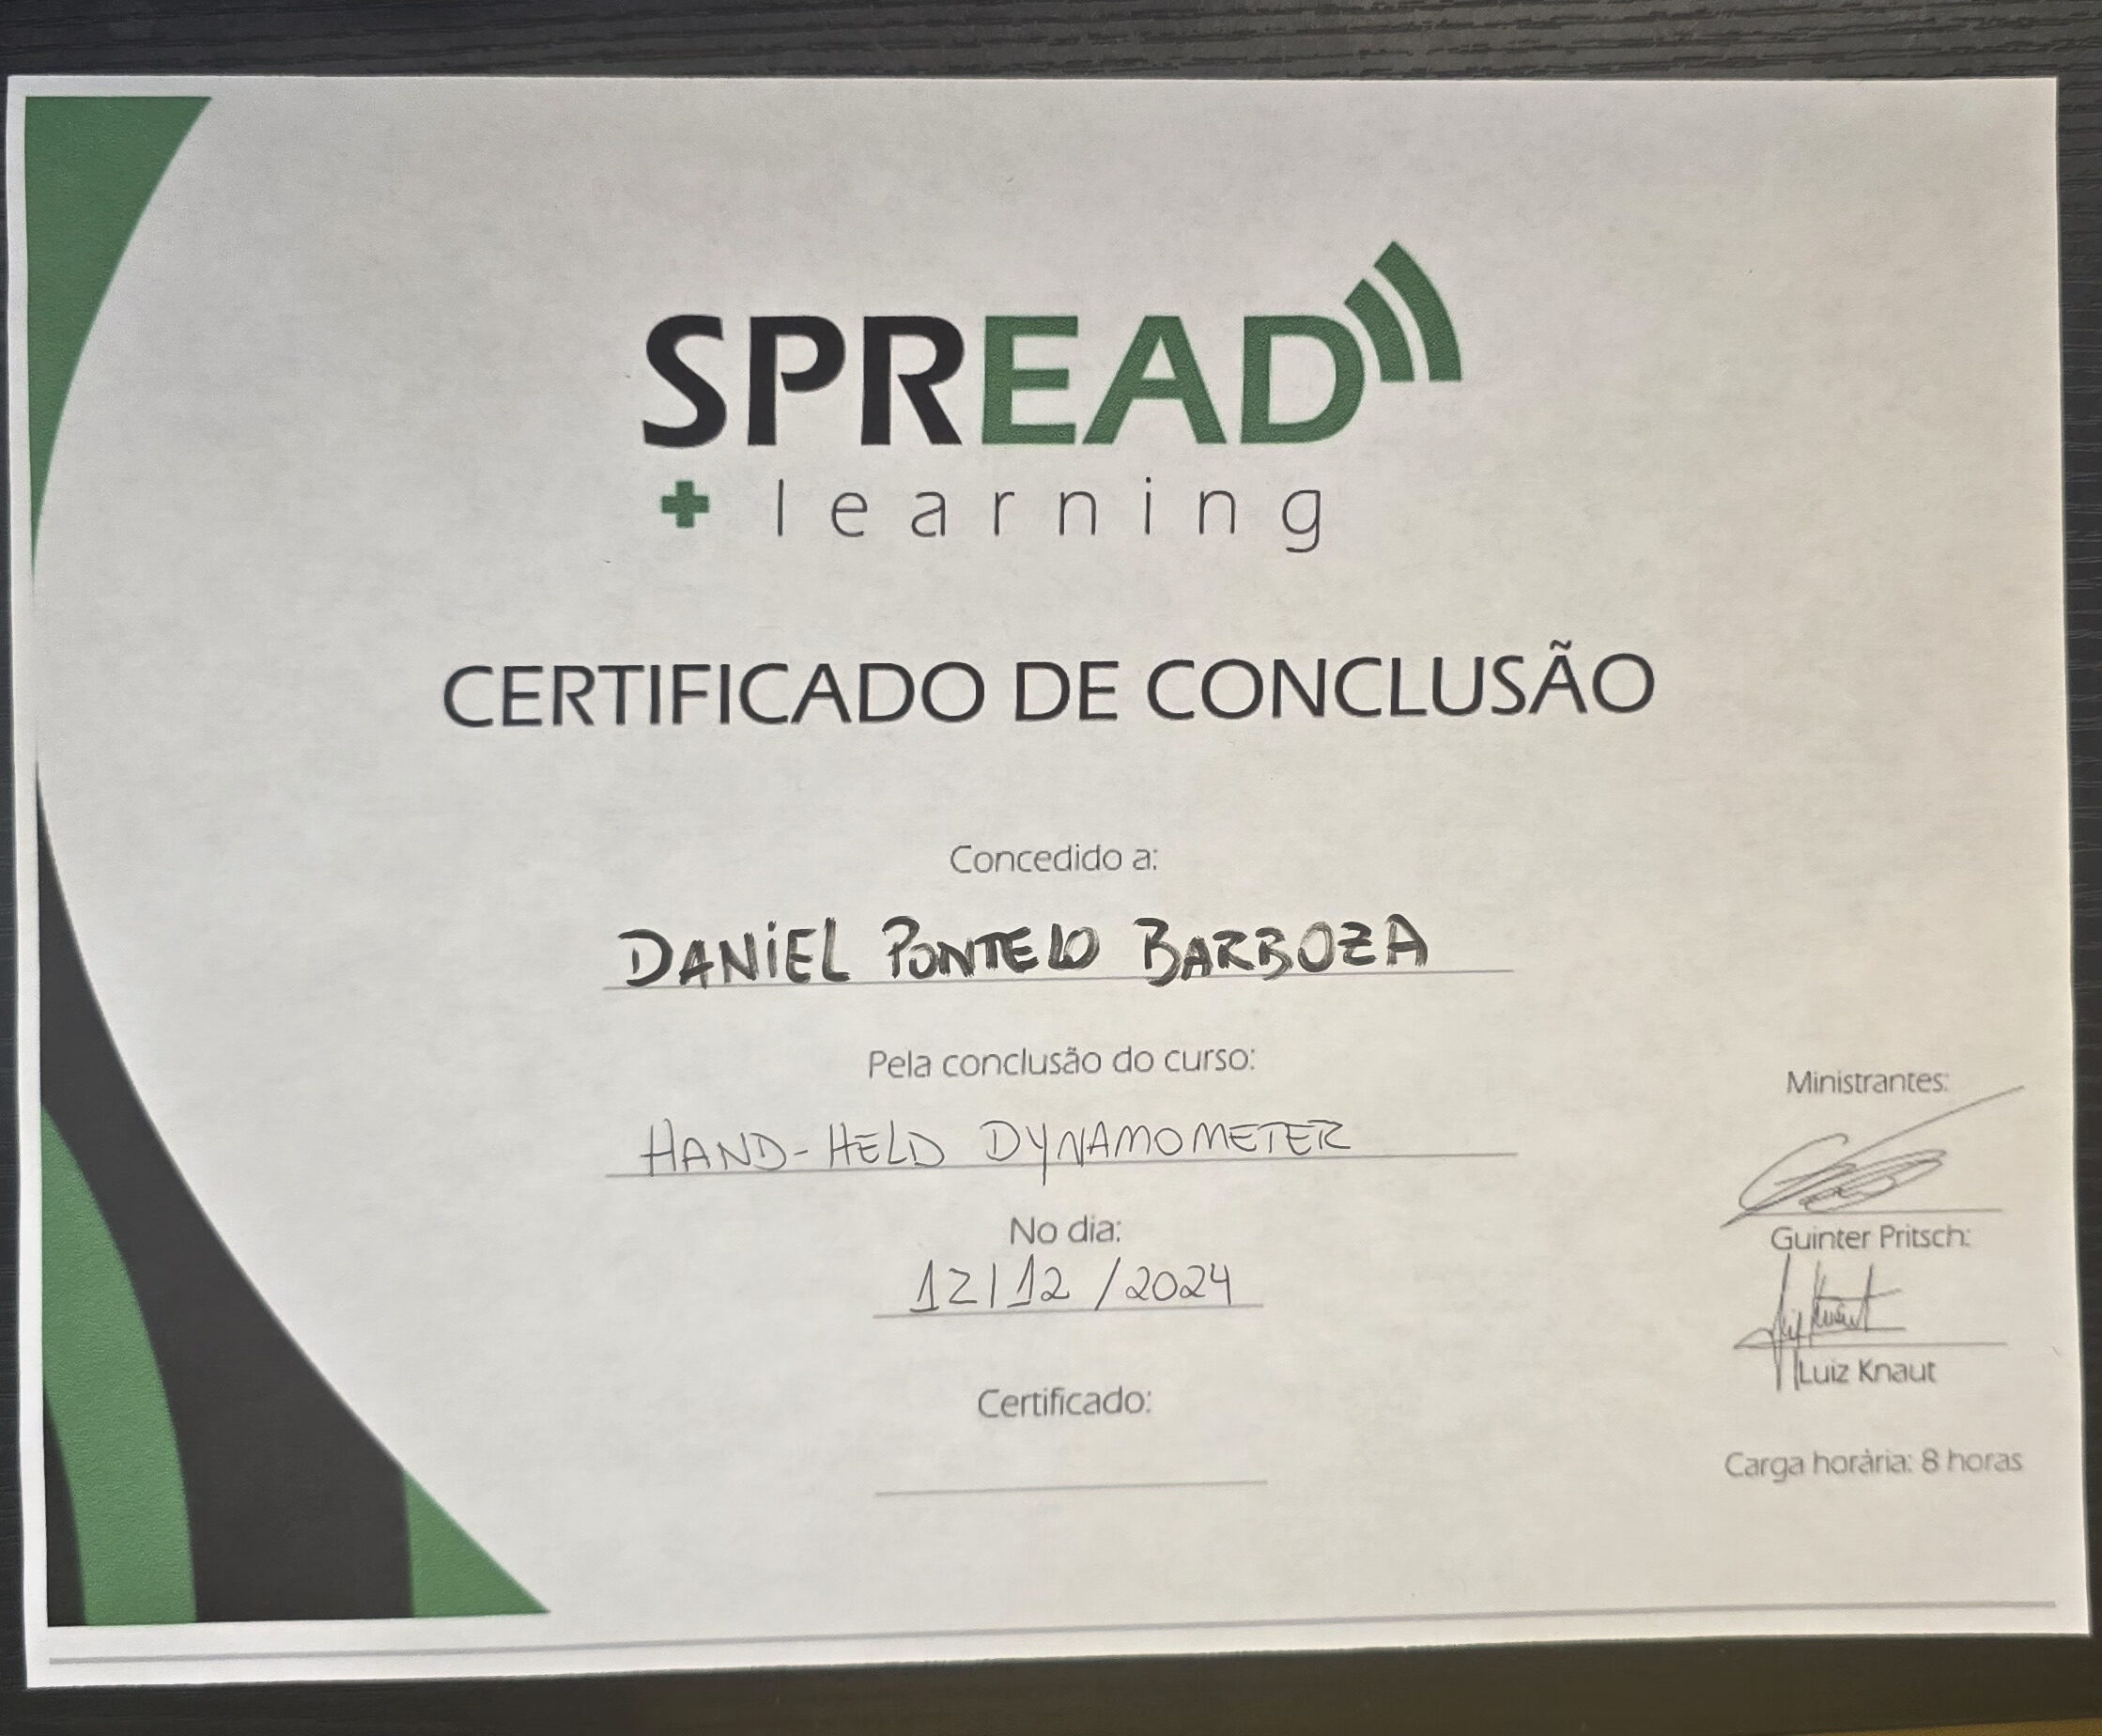 SPREAD
+ learning
CERTIFICADO DE CONCLUSÃO
Concedido a:
DANIEL PONTELO BARBOZA
Pela conclusão do curso:
HAND-HELD DYNAMOMETER
No dia:
12/12/2024
Certificado:
Ministrantes:
Guinter Pritsch:
Luiz Knaut
Carga horária: 8 horas